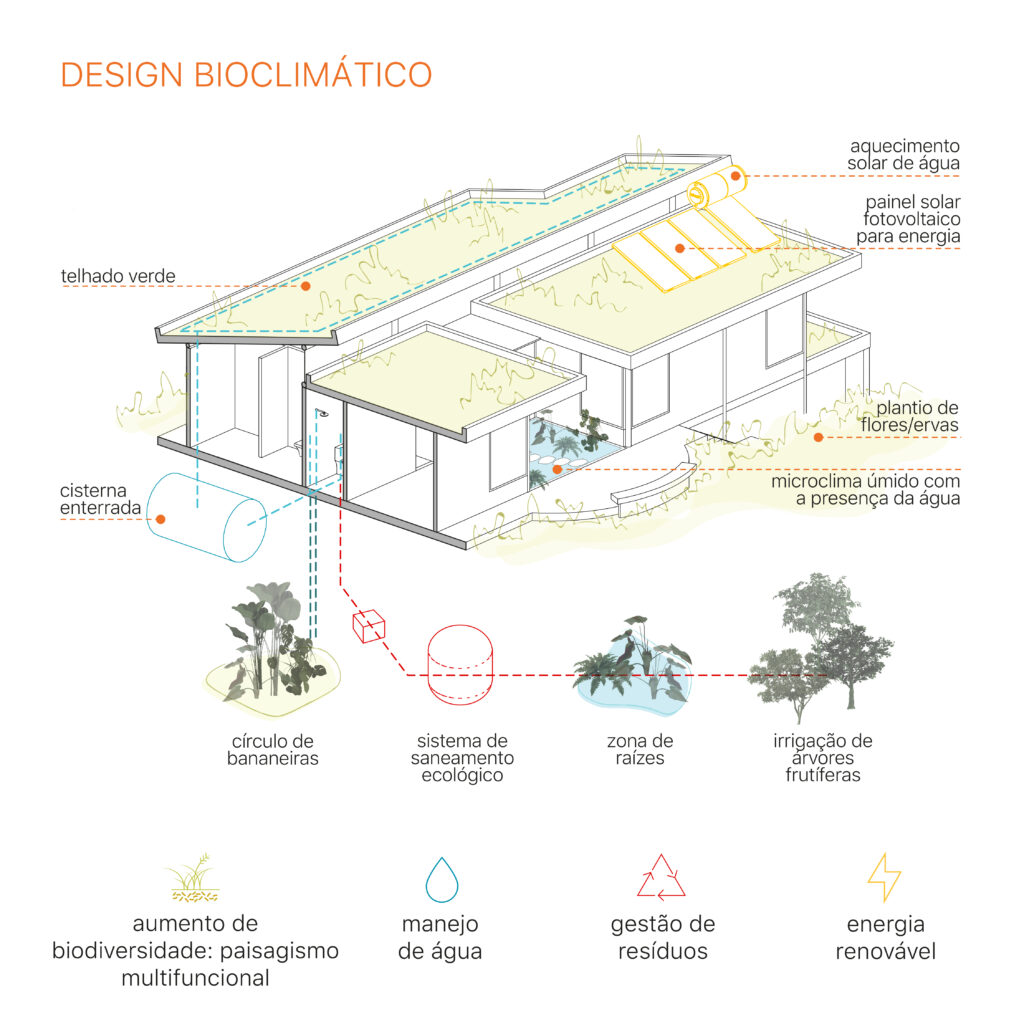 DESIGN BIOCLIMÁTICO
aquecimento
solar de água
painel solar
fotovoltaico
para energia
telhado verde
plantio de
flores/ervas
microclima úmido com
a presença da água
cisterna
enterrada
círculo de
bananeiras
sistema de
saneamento
ecológico
zona de
raízes
irrigação de
árvores
frutíferas
aumento de
biodiversidade: paisagismo
multifuncional
manejo
de água
gestão de
resíduos
energia
renovável